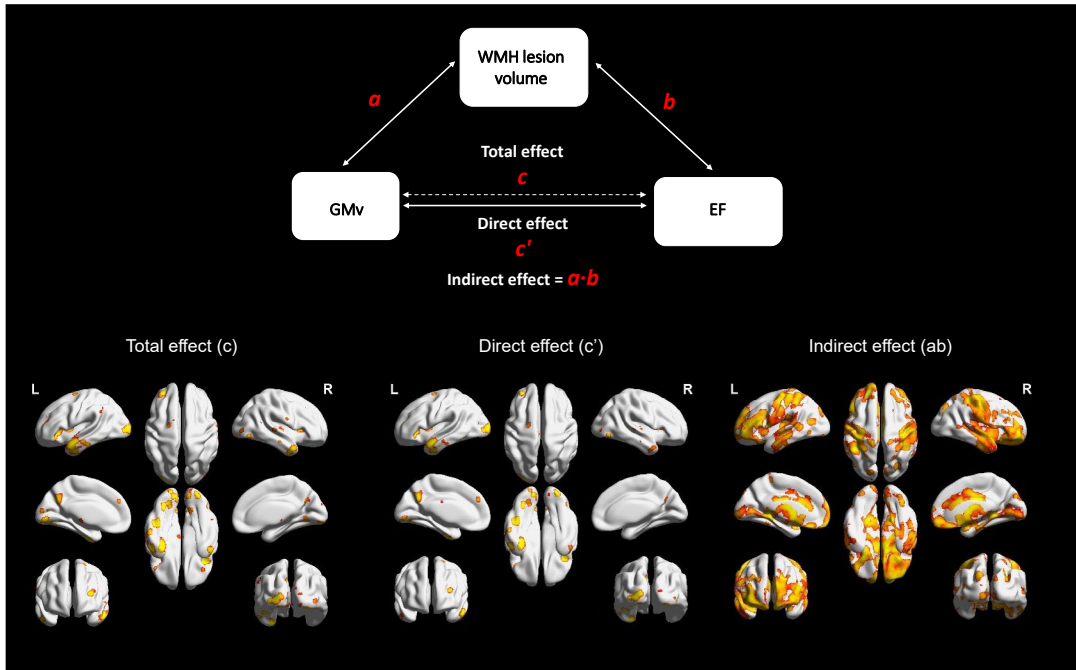 WMH lesion
volume
a
b
Total effect
c
GMv
EF
Direct effect
c'
Indirect effect = a·b
Total effect (c)
Direct effect (c’)
Indirect effect (ab)
L
R
L
R
L
R